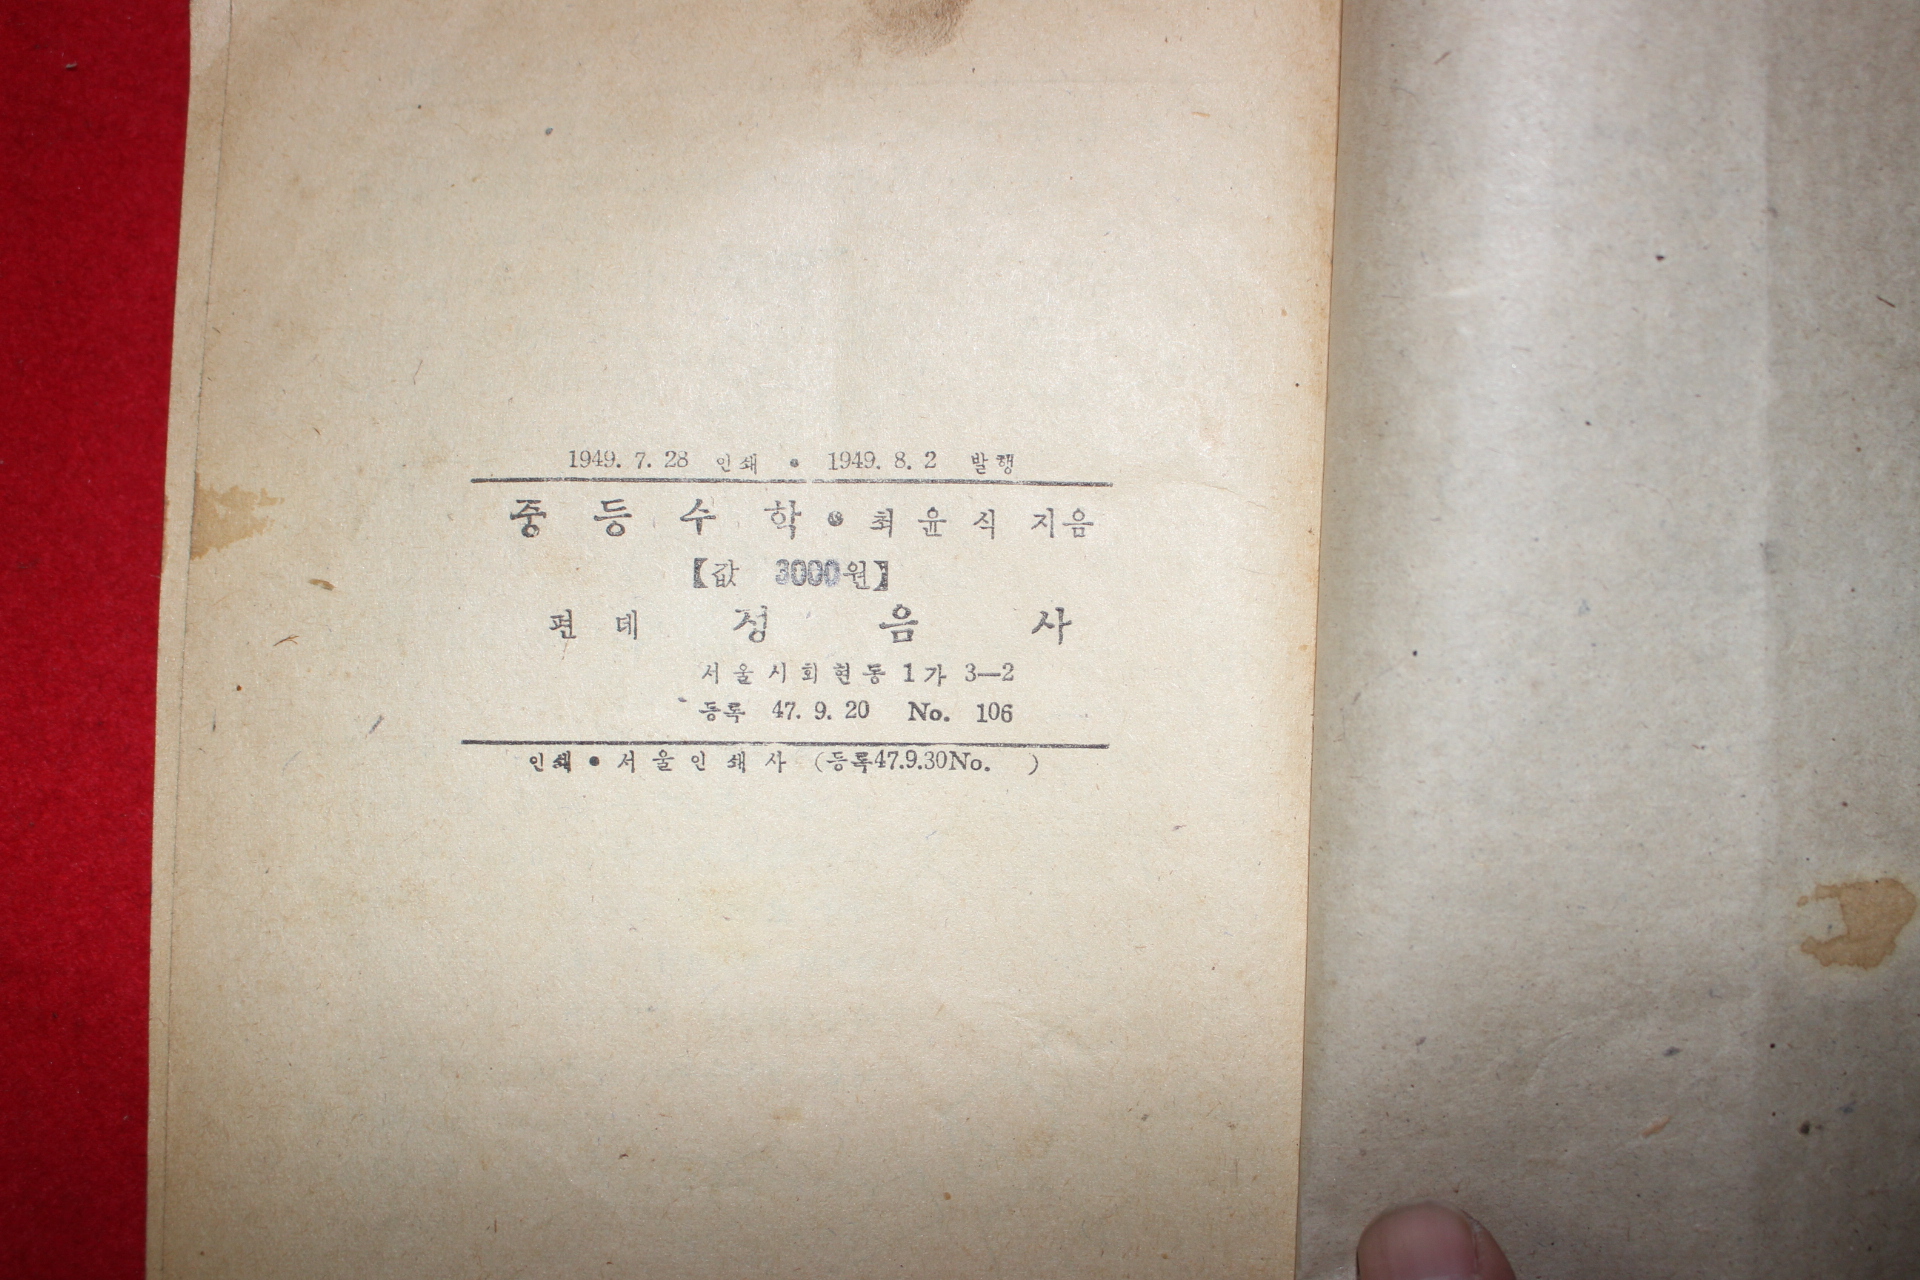 1949. 7. 28 인쇄 • 1949. 8. 2 발행
중등수학 • 최윤식 지음
【값 3000원】
편데 정음사
서울시회현동 1가 3—2
등록 47. 9. 20 No. 106
인쇄 • 서울인쇄사 (등록47.9.30No. )